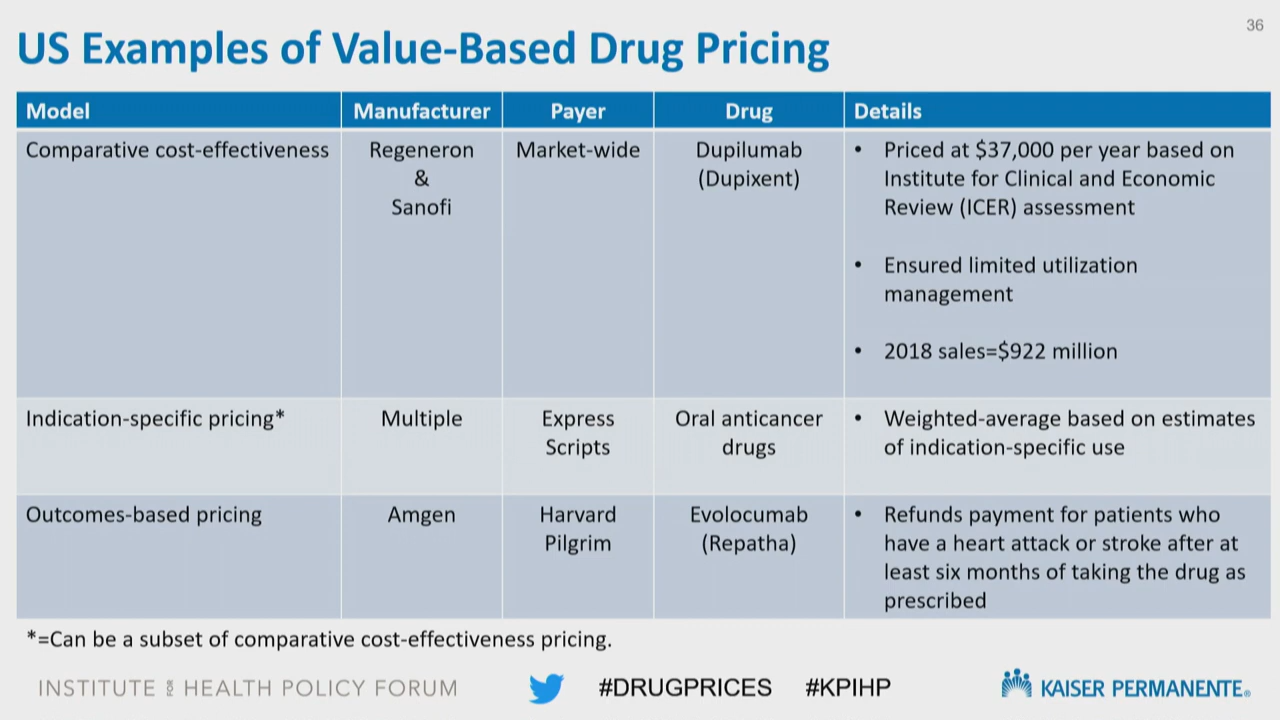 36
US Examples of Value-Based Drug Pricing
Model Manufacturer Payer Drug Details
Comparative cost-effectiveness
Regeneron
&
Sanofi
Market-wide
Dupilumab
(Dupixent)
• Priced at $37,000 per year based on
Institute for Clinical and Economic
Review (ICER) assessment
• Ensured limited utilization
management
• 2018 sales=$922 million
Indication-specific pricing*
Multiple
Express
Scripts
Oral anticancer
drugs
• Weighted-average based on estimates
of indication-specific use
Outcomes-based pricing
Amgen
Harvard
Pilgrim
Evolocumab
(Repatha)
• Refunds payment for patients who
have a heart attack or stroke after at
least six months of taking the drug as
prescribed
*=Can be a subset of comparative cost-effectiveness pricing.
INSTITUTE FOR HEALTH POLICY FORUM #DRUGPRICES #KPIHP KAISER PERMANENTE®